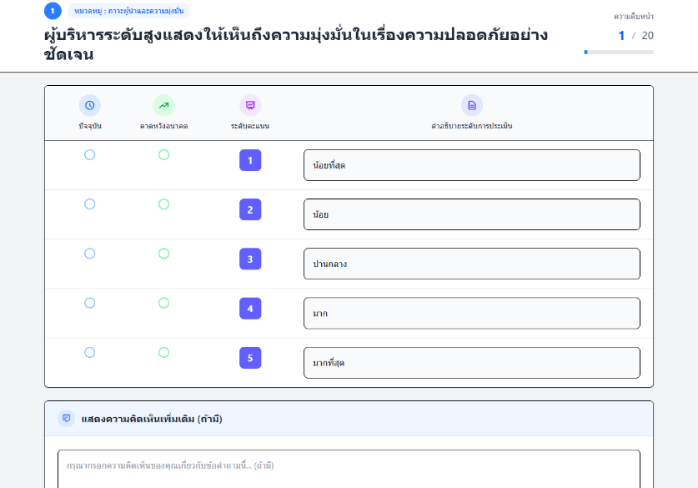 1 หมวดหมู่ : ภาวะผู้นำและความมุ่งมั่น
ผู้บริหารระดับสูงแสดงให้เห็นถึงความมุ่งมั่นในเรื่องความปลอดภัยอย่าง
ชัดเจน
ความคืบหน้า
1 / 20
ปัจจุบัน คาดหวังอนาคต ระดับคะแนน คำอธิบายระดับการประเมิน
1 น้อยที่สุด
2 น้อย
3 ปานกลาง
4 มาก
5 มากที่สุด
แสดงความคิดเห็นเพิ่มเติม (ถ้ามี)
กรุณากรอกความคิดเห็นของคุณเกี่ยวกับข้อคำถามนี้... (ถ้ามี)